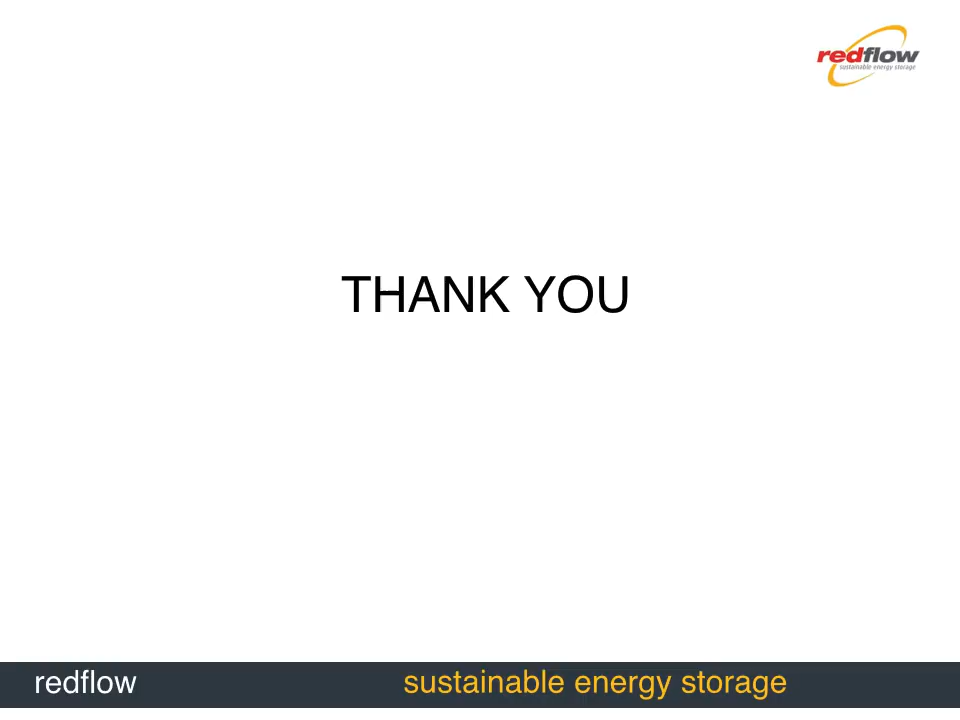 redflow
sustainable energy storage
THANK YOU
redflow
sustainable energy storage